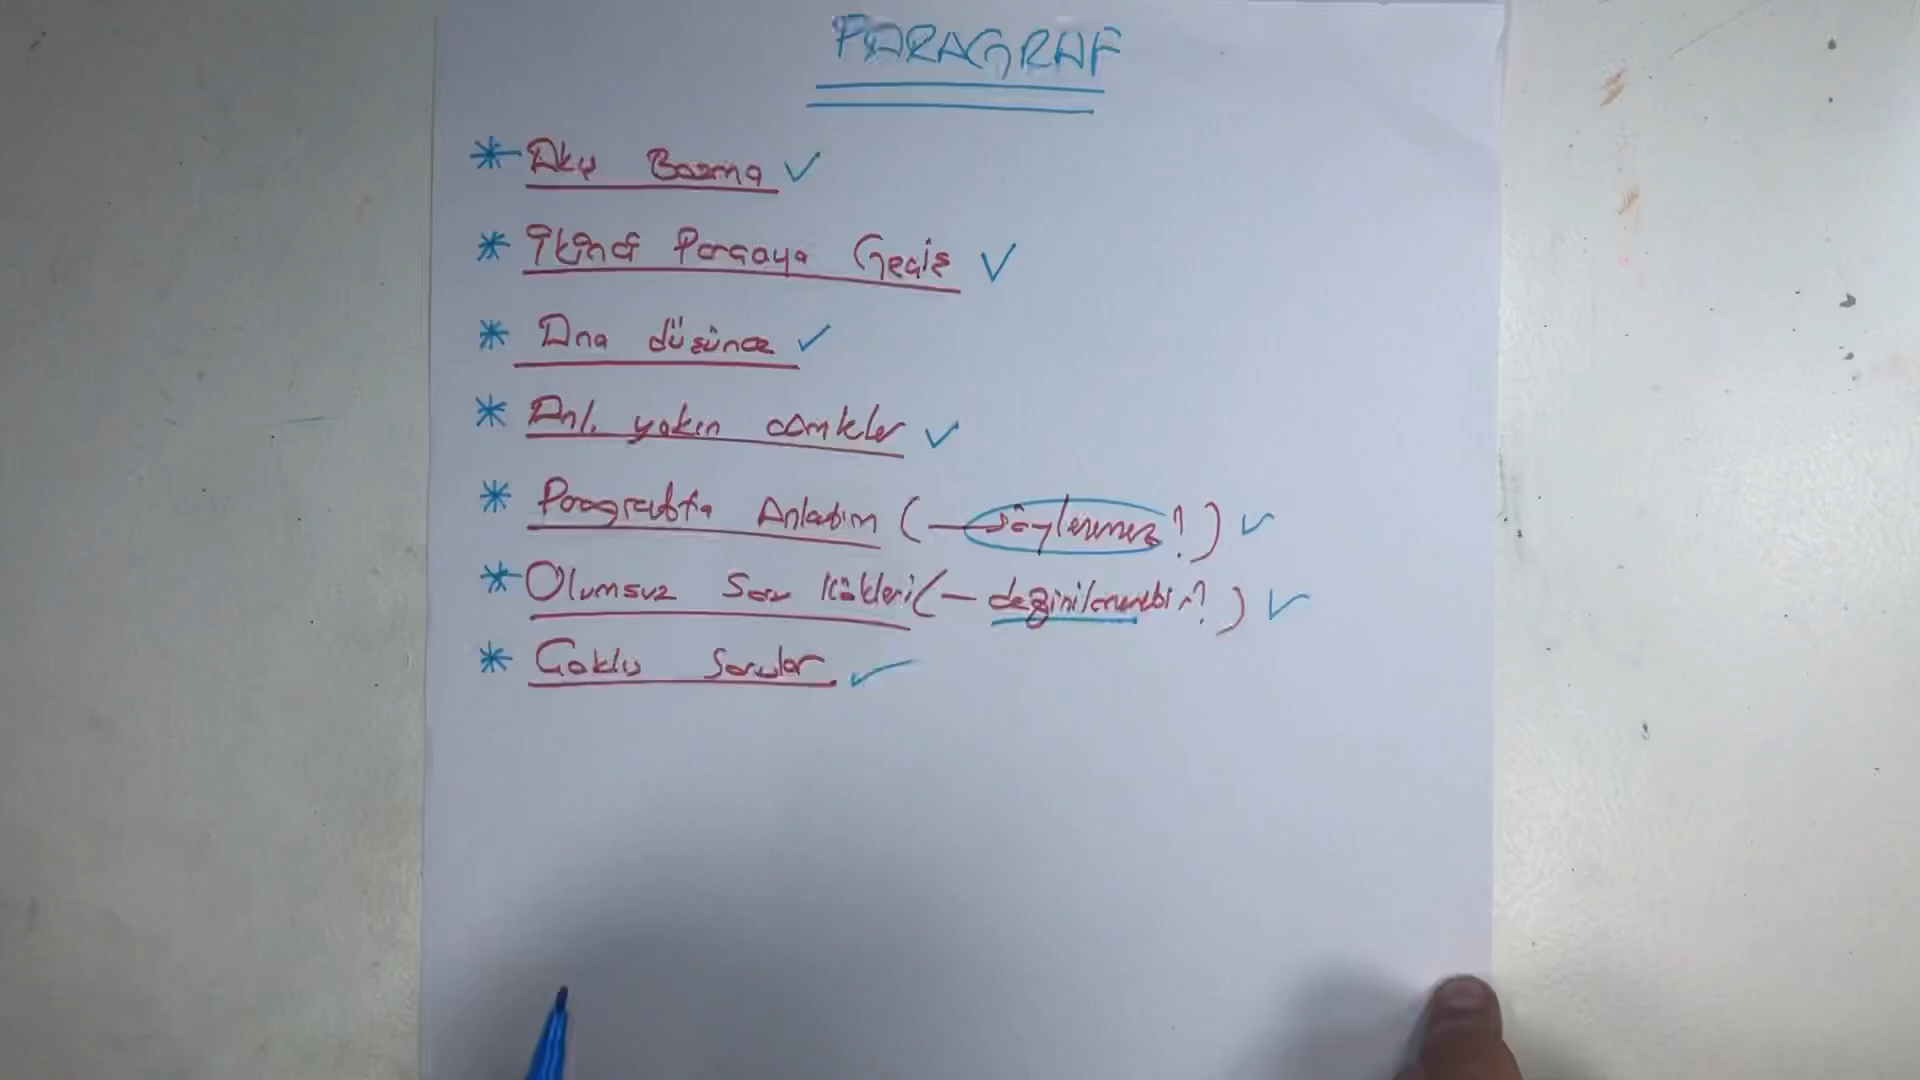 PARAGRAF
* Akış Bozma ✓
* İkinci Parçaya Geçiş ✓
* Ana düşünce ✓
* Anl. yakın cümleler ✓
* Paragrafta Anlatım (— söylenemez? ) ✓
* Olumsuz Soru Kökleri (— değinilmemiştir? ) ✓
* Çoklu Sorular ✓